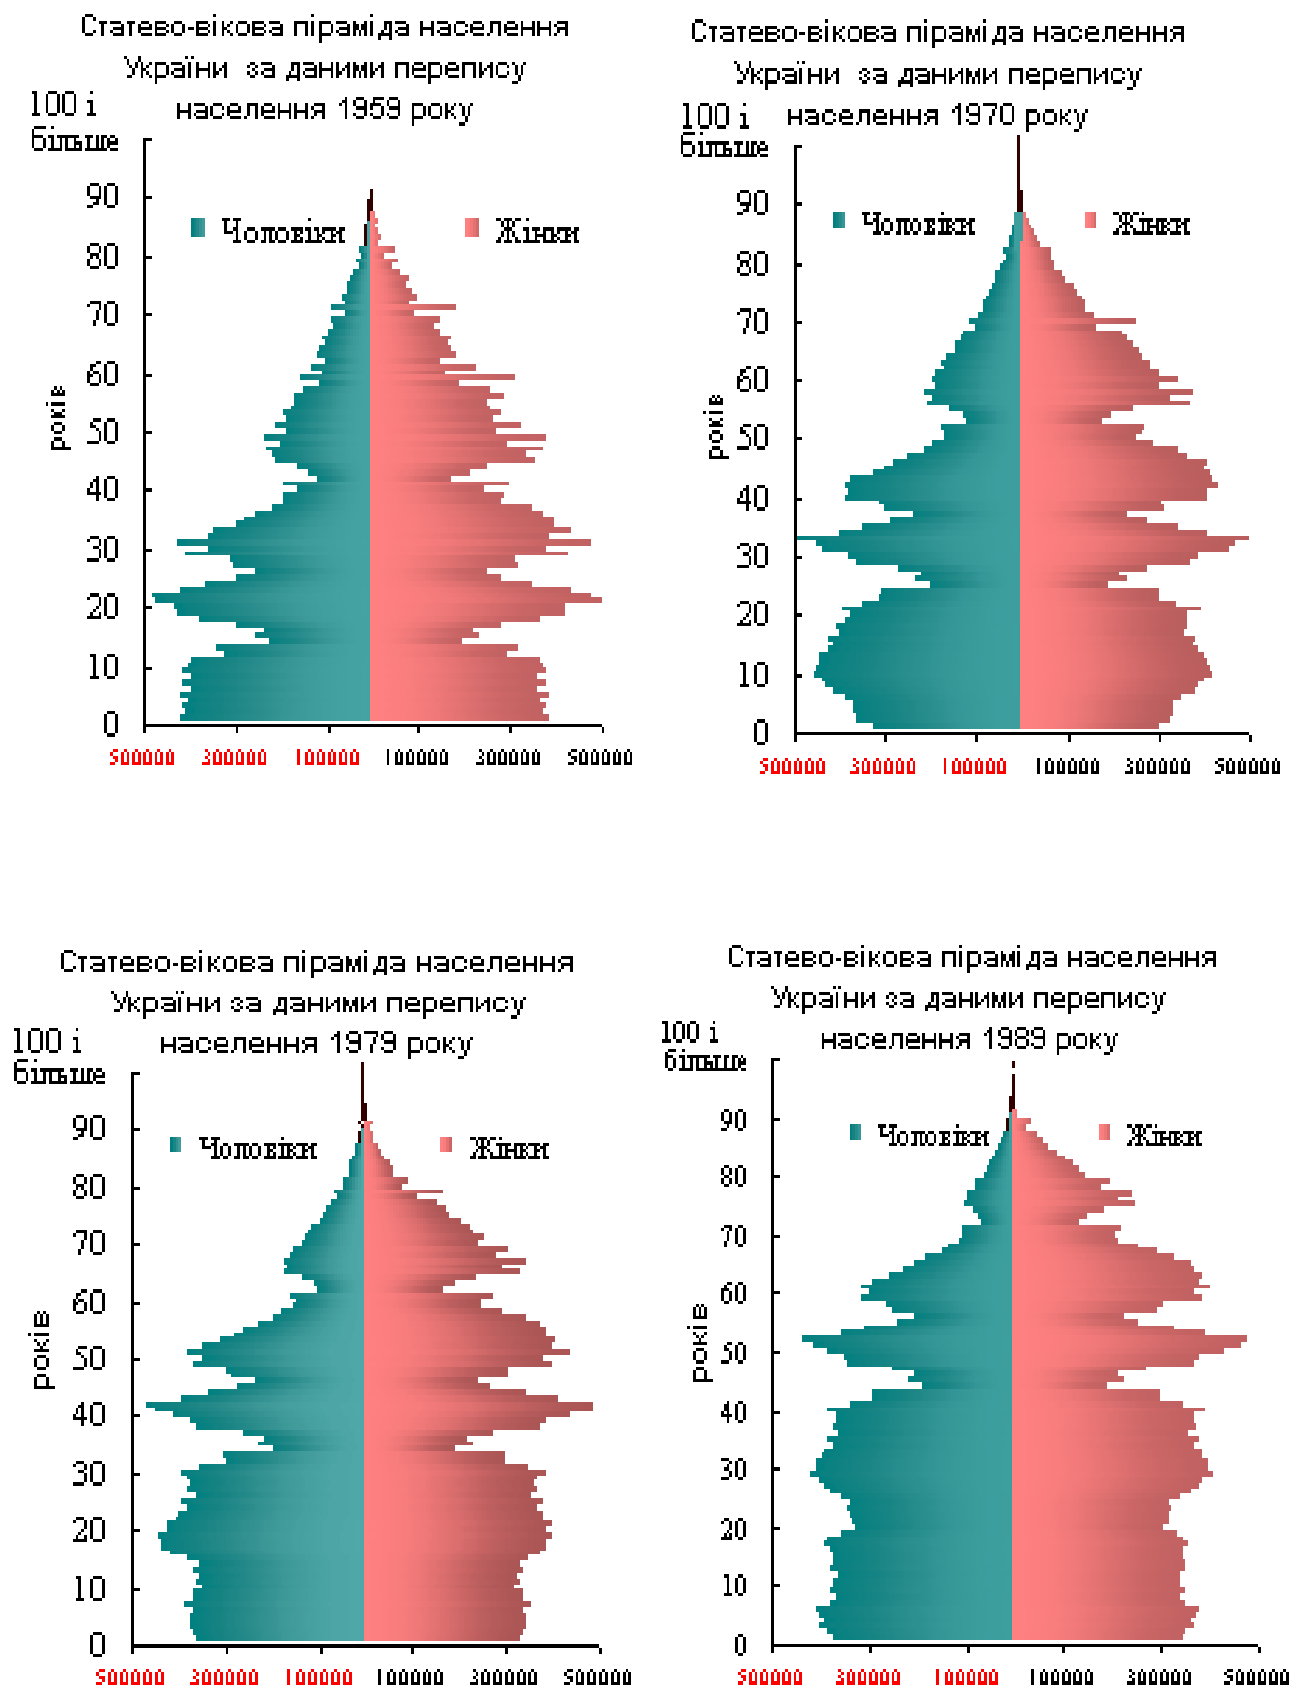 Статево-вікова піраміда населення
України за даними перепису
населення 1959 року
100 і
більше
90
80
70
60
50
40
30
20
10
0
років
Чоловіки
Жінки
500000 300000 100000 100000 300000 500000
Статево-вікова піраміда населення
України за даними перепису
населення 1970 року
100 і
більше
90
80
70
60
50
40
30
20
10
0
років
Чоловіки
Жінки
500000 300000 100000 100000 300000 500000
Статево-вікова піраміда населення
України за даними перепису
населення 1979 року
100 і
більше
90
80
70
60
50
40
30
20
10
0
років
Чоловіки
Жінки
500000 300000 100000 100000 300000 500000
Статево-вікова піраміда населення
України за даними перепису
населення 1989 року
100 і
більше
90
80
70
60
50
40
30
20
10
0
років
Чоловіки
Жінки
500000 300000 100000 100000 300000 500000